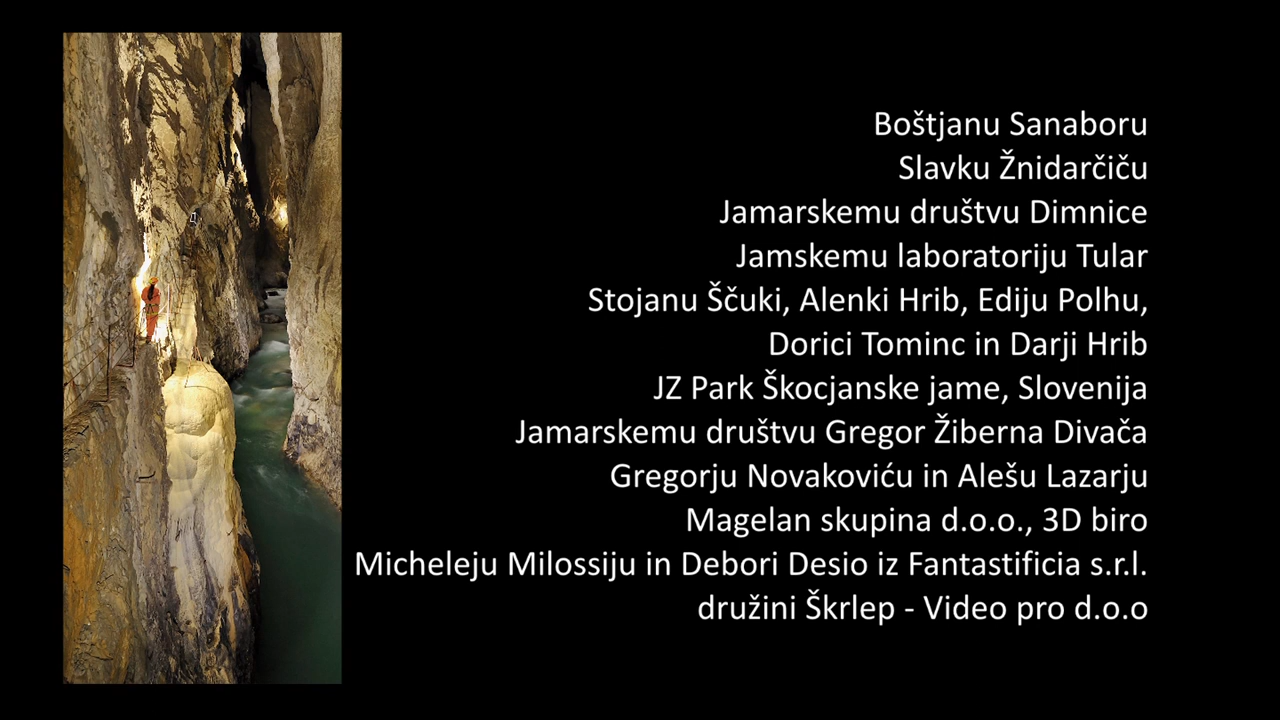 Boštjanu Sanaboru
Slavku Žnidarčiču
Jamarskemu društvu Dimnice
Jamskemu laboratoriju Tular
Stojanu Ščuki, Alenki Hrib, Ediju Polhu,
Dorici Tominc in Darji Hrib
JZ Park Škocjanske jame, Slovenija
Jamarskemu društvu Gregor Žiberna Divača
Gregorju Novakoviću in Alešu Lazarju
Magelan skupina d.o.o., 3D biro
Micheleju Milossiju in Debori Desio iz Fantastificia s.r.l.
družini Škrlep - Video pro d.o.o